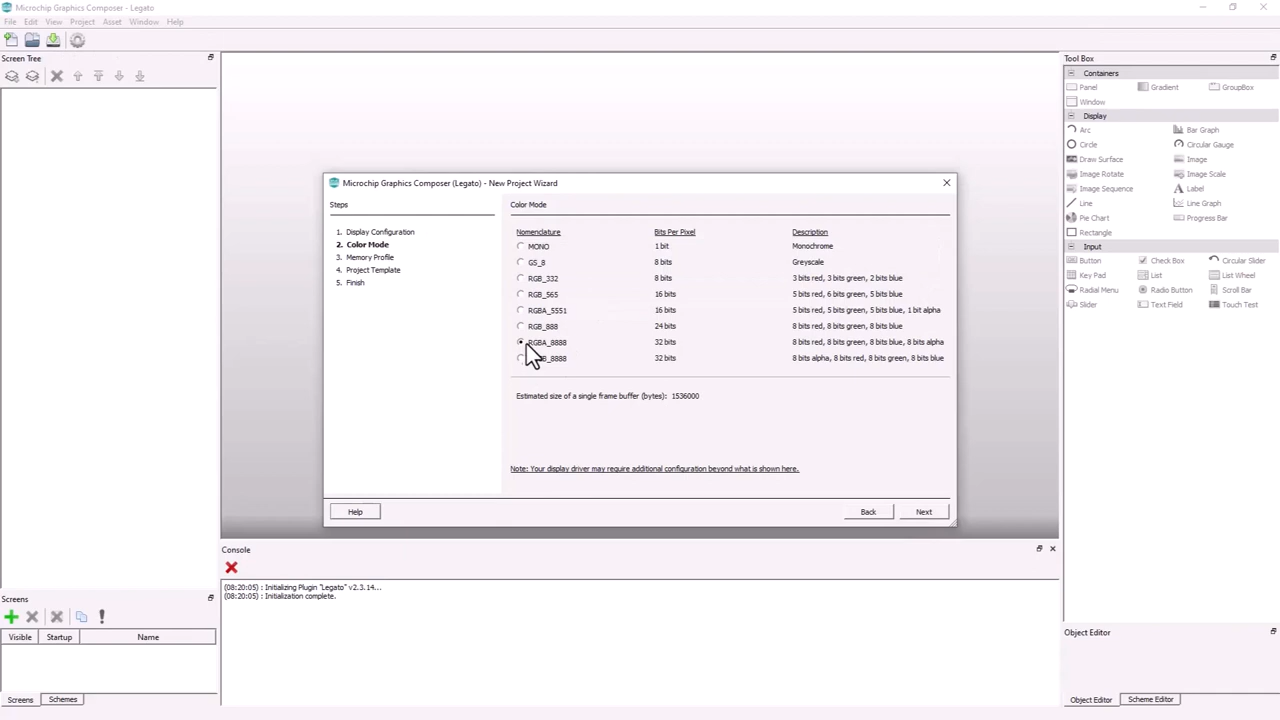 Microchip Graphics Composer - Legato
File Edit View Project Asset Window Help
Screen Tree
Microchip Graphics Composer (Legato) - New Project Wizard
Steps
1. Display Configuration
2. Color Mode
3. Memory Profile
4. Project Template
5. Finish
Color Mode
Nomenclature Bits Per Pixel Description
MONO 1 bit Monochrome
GS_8 8 bits Greyscale
RGB_332 8 bits 3 bits red, 3 bits green, 2 bits blue
RGB_565 16 bits 5 bits red, 6 bits green, 5 bits blue
RGBA_5551 16 bits 5 bits red, 5 bits green, 5 bits blue, 1 bit alpha
RGB_888 24 bits 8 bits red, 8 bits green, 8 bits blue
RGBA_8888 32 bits 8 bits red, 8 bits green, 8 bits blue, 8 bits alpha
B_8888 32 bits 8 bits alpha, 8 bits red, 8 bits green, 8 bits blue
Estimated size of a single frame buffer (bytes): 1536000
Note: Your display driver may require additional configuration beyond what is shown here.
Help Back Next
Tool Box
Containers
Panel Gradient GroupBox
Window
Display
Arc Bar Graph
Circle Circular Gauge
Draw Surface Image
Image Rotate Image Scale
Image Sequence Label
Line Line Graph
Pie Chart Progress Bar
Rectangle
Input
Button Check Box Circular Slider
Key Pad List List Wheel
Radial Menu Radio Button Scroll Bar
Slider Text Field Touch Test
Console
(08:20:05) : Initializing Plugin "Legato" v2.3.14...
(08:20:05) : Initialization complete.
Screens
Visible Startup Name
Screens Schemes
Object Editor
Object Editor Scheme Editor